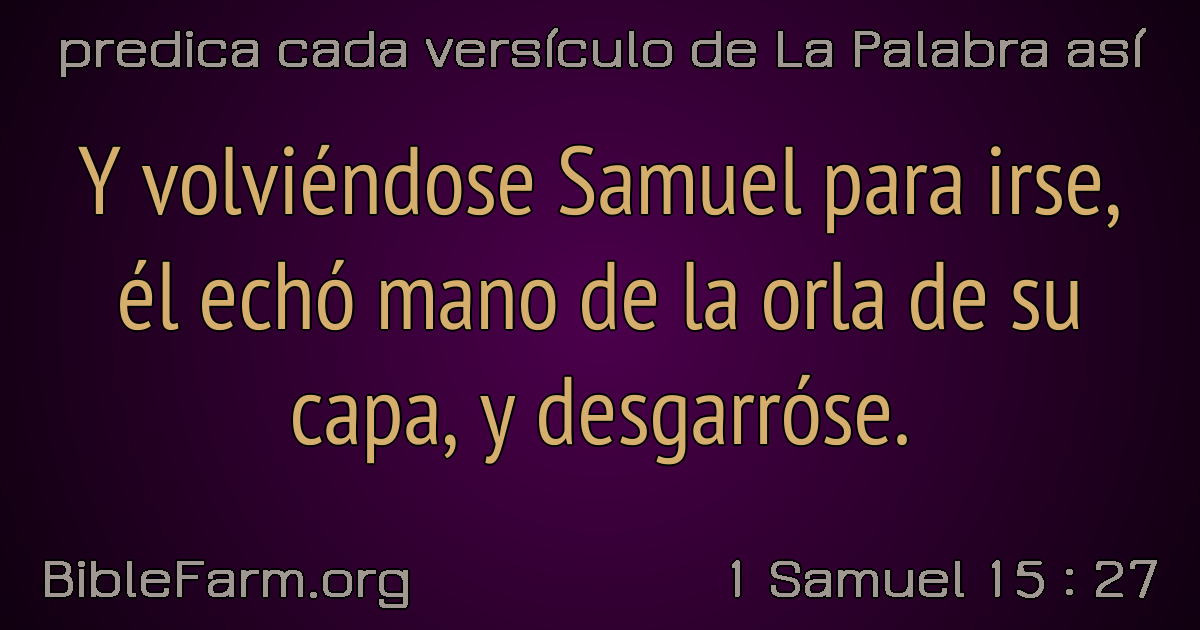 predica cada versículo de La Palabra así
Y volviéndose Samuel para irse,
él echó mano de la orla de su
capa, y desgarróse.
BibleFarm.org
1 Samuel 15 : 27